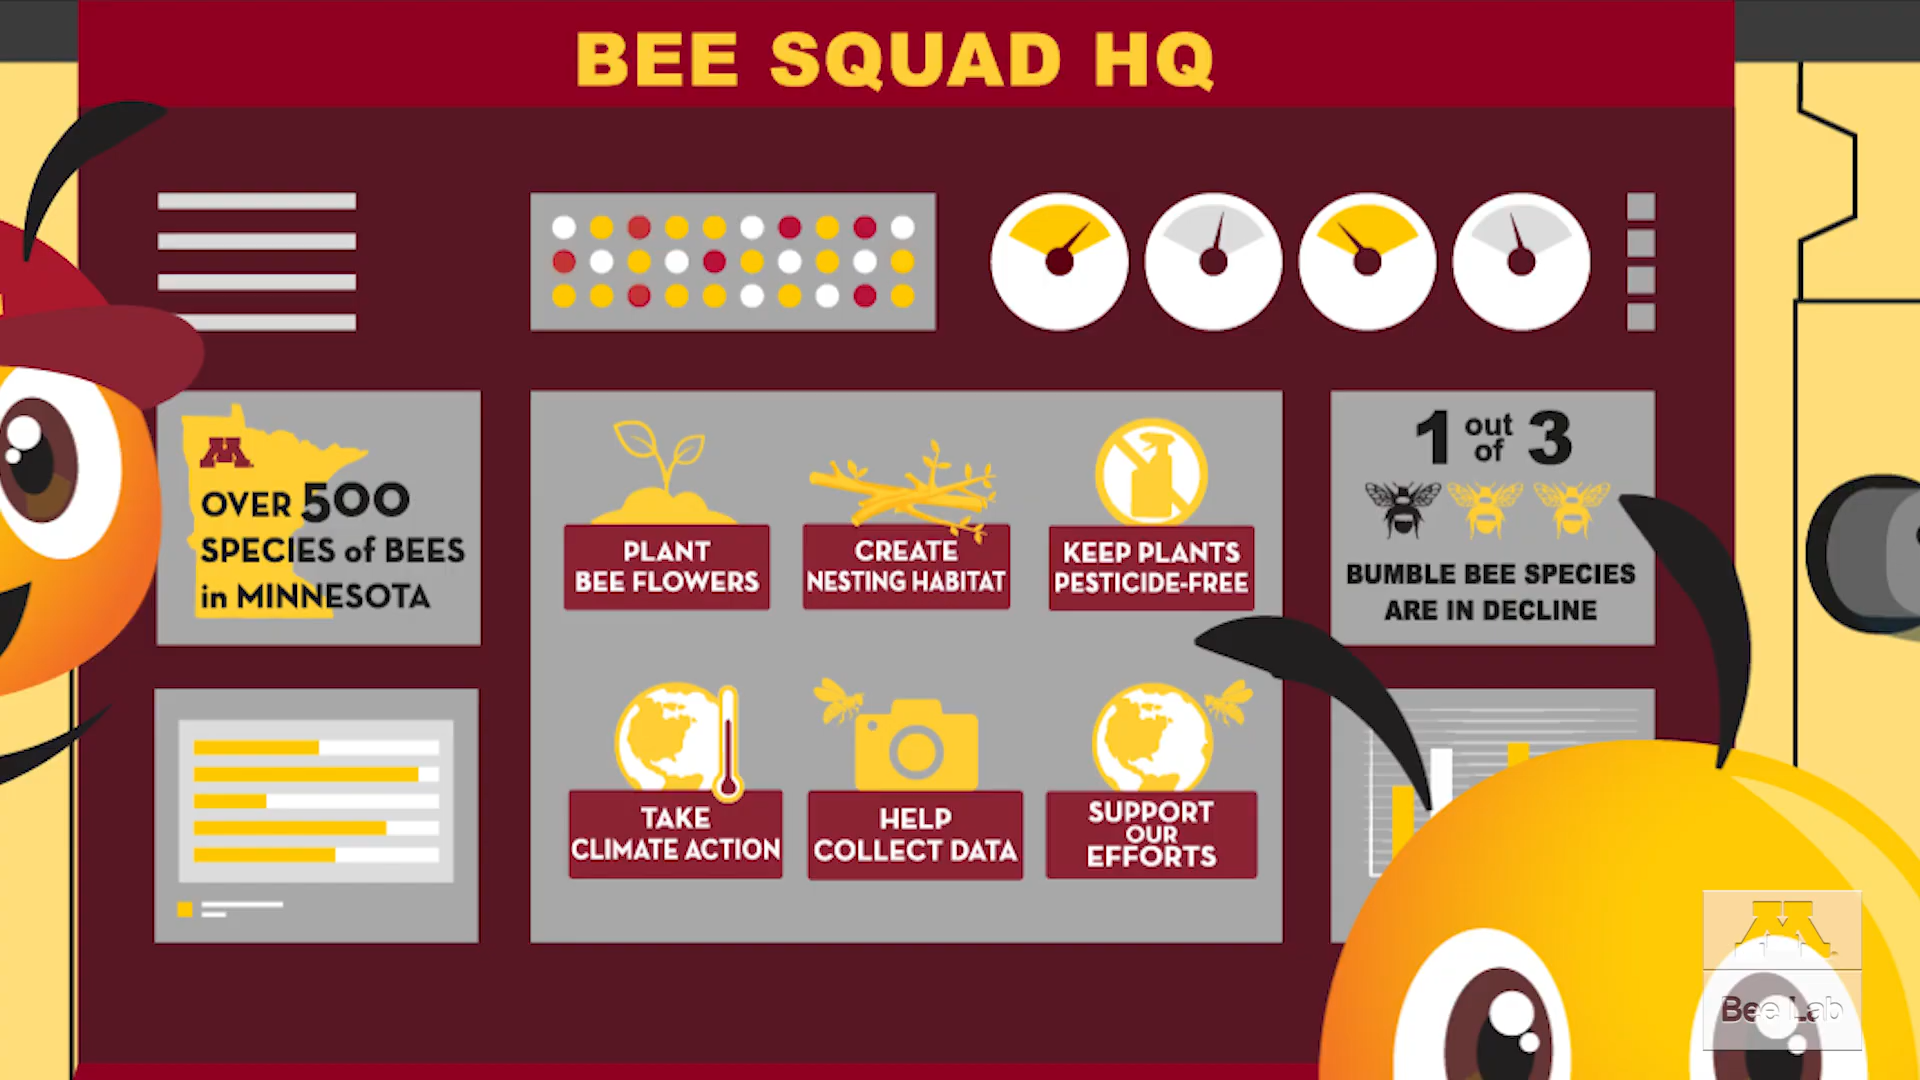 BEE SQUAD HQ
M
OVER 500
SPECIES of BEES
in MINNESOTA
PLANT
BEE FLOWERS
CREATE
NESTING HABITAT
KEEP PLANTS
PESTICIDE-FREE
1 out of 3
BUMBLE BEE SPECIES
ARE IN DECLINE
TAKE
CLIMATE ACTION
HELP
COLLECT DATA
SUPPORT
OUR
EFFORTS
M
Bee Lab